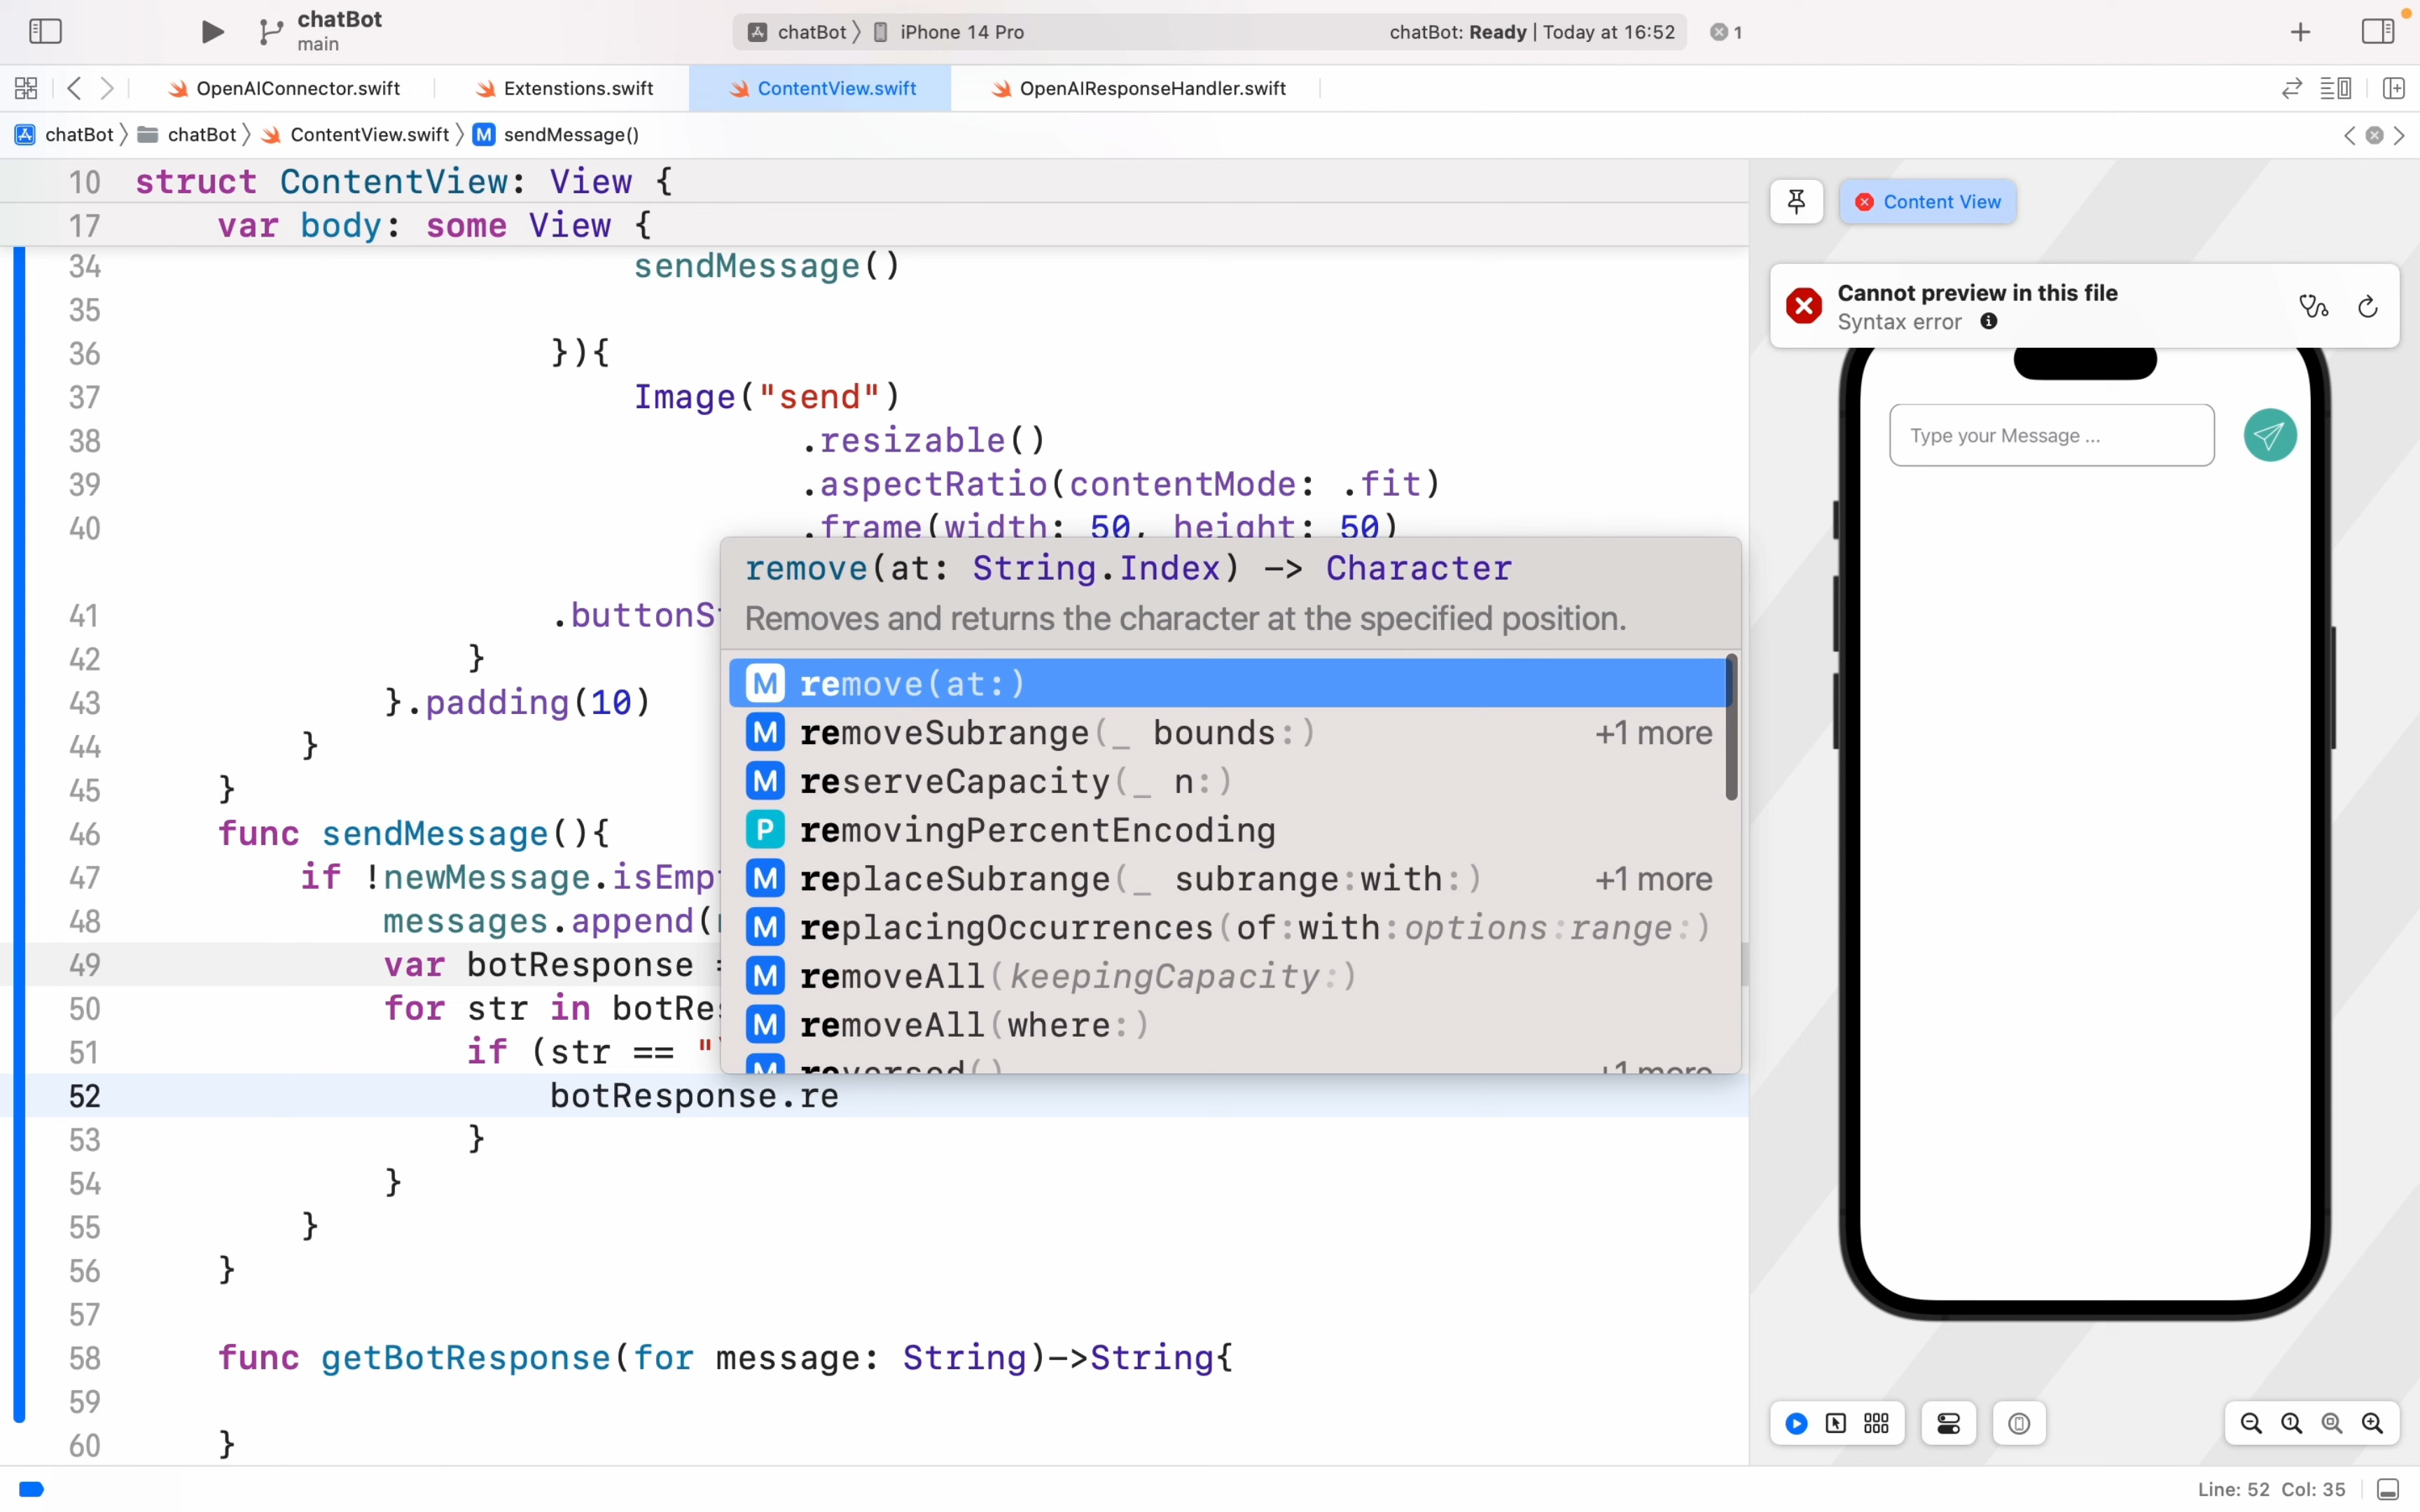 chatBot
main
chatBot 〉 iPhone 14 Pro
chatBot: Ready | Today at 16:52
1
OpenAIConnector.swift
Extenstions.swift
ContentView.swift
OpenAIResponseHandler.swift
chatBot 〉 chatBot 〉 ContentView.swift 〉 M sendMessage()
10 struct ContentView: View {
17 var body: some View {
34 sendMessage()
35
36 }){
37 Image("send")
38 .resizable()
39 .aspectRatio(contentMode: .fit)
40 .frame(width: 50, height: 50)
41 .buttonSt
42 }
43 }.padding(10)
44 }
45 }
46 func sendMessage(){
47 if !newMessage.isEmp
48 messages.append(
49 var botResponse =
50 for str in botRes
51 if (str == "
52 botResponse.re
53 }
54 }
55 }
56 }
57
58 func getBotResponse(for message: String)->String{
59
60 }
remove(at: String.Index) -> Character
Removes and returns the character at the specified position.
M remove(at:)
M removeSubrange(_ bounds:) +1 more
M reserveCapacity(_ n:)
P removingPercentEncoding
M replaceSubrange(_ subrange:with:) +1 more
M replacingOccurrences(of:with:options:range:)
M removeAll(keepingCapacity:)
M removeAll(where:)
M reversed() +1 more
Content View
Cannot preview in this file
Syntax error
Type your Message ...
Line: 52 Col: 35